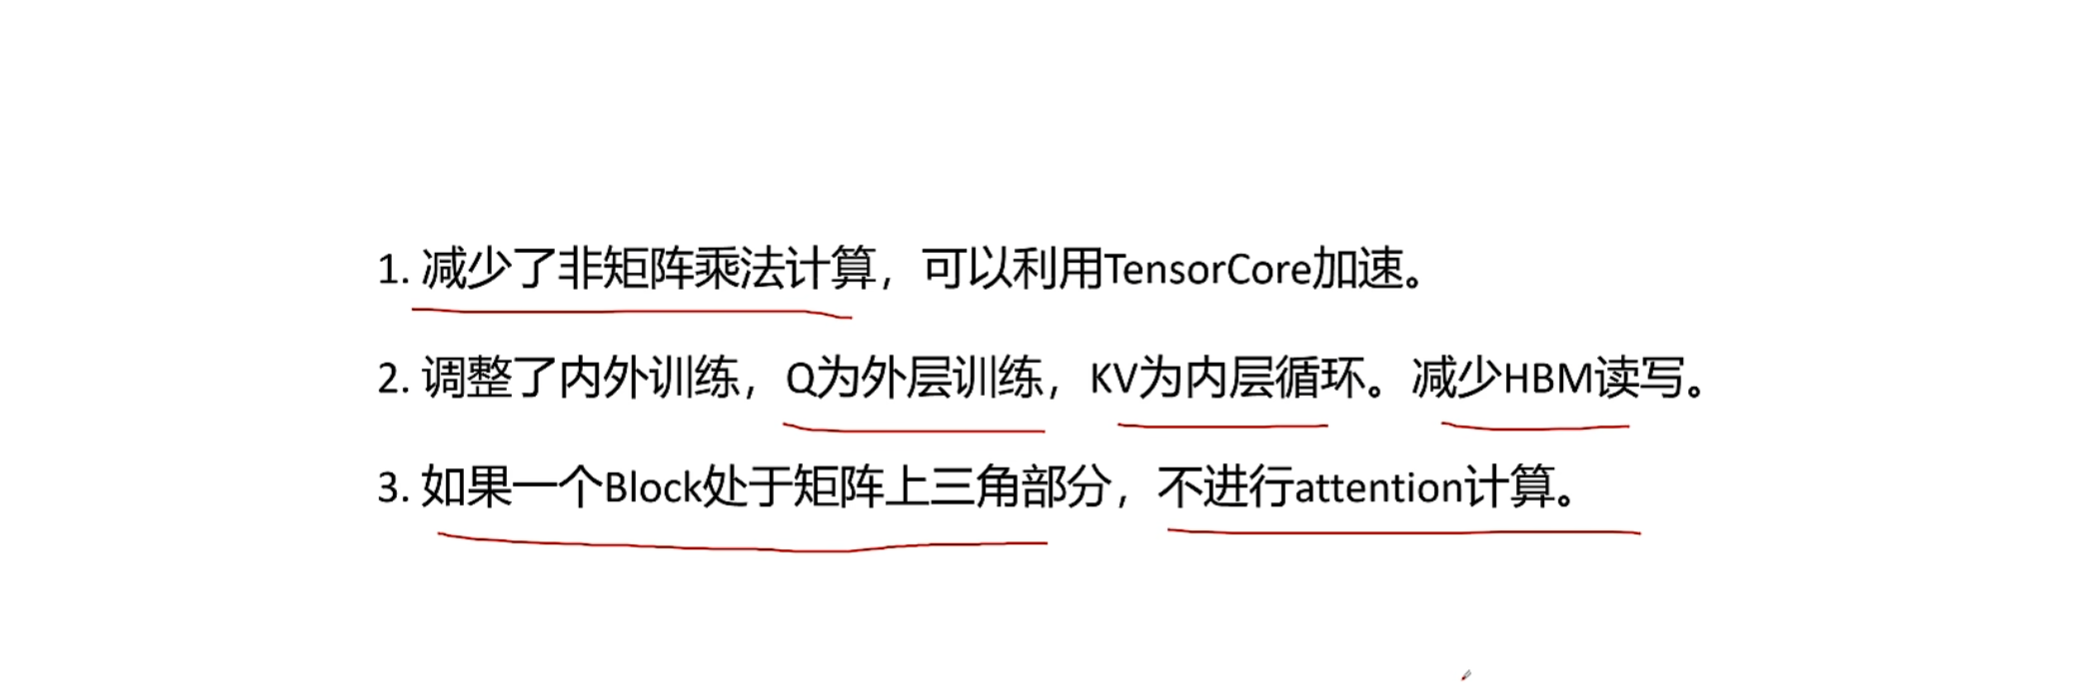 1. 减少了非矩阵乘法计算，可以利用TensorCore加速。
2. 调整了内外训练，Q为外层训练，KV为内层循环。减少HBM读写。
3. 如果一个Block处于矩阵上三角部分，不进行attention计算。